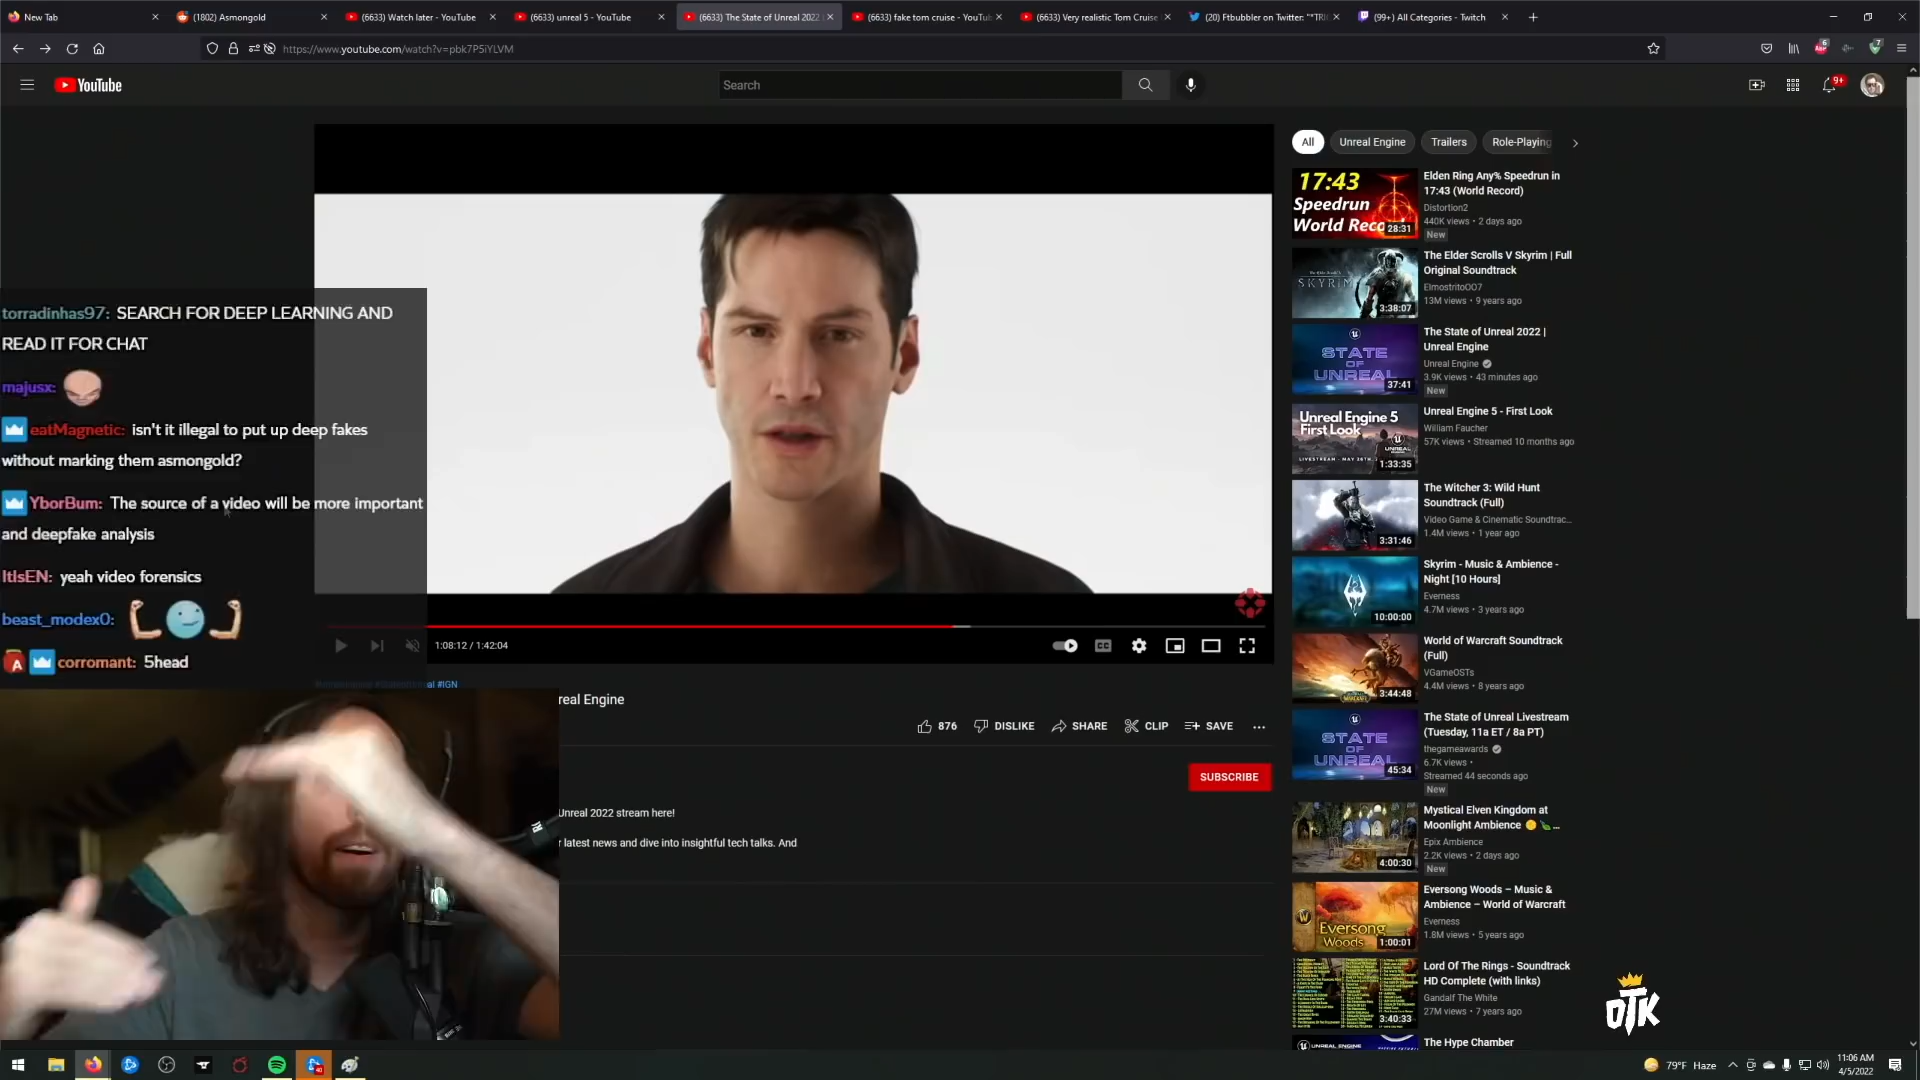 New Tab
(1802) Asmongold
(6633) Watch later - YouTube
(6633) unreal 5 - YouTube
(6633) The State of Unreal 2022
(6633) fake tom cruise - YouTu
(6633) Very realistic Tom Cruise
(20) Ftbubbler on Twitter:
(99+) All Categories - Twitch
https://www.youtube.com/watch?v=pbk7P5iYLVM
YouTube
Search
9+
All
Unreal Engine
Trailers
Role-Playing
17:43
Speedrun
World Rec
28:31
Elden Ring Any% Speedrun in
17:43 (World Record)
Distortion2
440K views • 2 days ago
New
SKYRIM
3:38:07
The Elder Scrolls V Skyrim | Full
Original Soundtrack
ElmostritoOO7
13M views • 9 years ago
STATE
OF
UNREAL
37:41
The State of Unreal 2022 |
Unreal Engine
Unreal Engine
3.9K views • 43 minutes ago
New
Unreal Engine 5
First Look
1:33:35
Unreal Engine 5 - First Look
William Faucher
57K views • Streamed 10 months ago
3:31:46
The Witcher 3: Wild Hunt
Soundtrack (Full)
Video Game & Cinematic Soundtrac...
1.4M views • 1 year ago
10:00:00
Skyrim - Music & Ambience -
Night [10 Hours]
Everness
4.7M views • 3 years ago
3:44:48
World of Warcraft Soundtrack
(Full)
VGameOSTs
4.4M views • 8 years ago
STATE
OF
UNREAL
45:34
The State of Unreal Livestream
(Tuesday, 11a ET / 8a PT)
thegameawards
6.7K views •
Streamed 44 seconds ago
New
4:00:30
Mystical Elven Kingdom at
Moonlight Ambience
...
Epix Ambience
2.2K views • 2 days ago
New
Eversong
Woods
1:00:01
Eversong Woods – Music &
Ambience – World of Warcraft
Everness
1.8M views • 5 years ago
3:40:33
Lord Of The Rings - Soundtrack
HD Complete (with links)
Gandalf The White
27M views • 7 years ago
The Hype Chamber
torradinhas97: SEARCH FOR DEEP LEARNING AND
READ IT FOR CHAT
majusx:
eatMagnetic: isn't it illegal to put up deep fakes
without marking them asmongold?
YborBum: The source of a video will be more important
and deepfake analysis
ItIsEN: yeah video forensics
beast_modex0:
corromant: 5head
1:08:12 / 1:42:04
#IGN
real Engine
876
DISLIKE
SHARE
CLIP
SAVE
SUBSCRIBE
Unreal 2022 stream here!
latest news and dive into insightful tech talks. And
OTK
79°F Haze
11:06 AM
4/5/2022